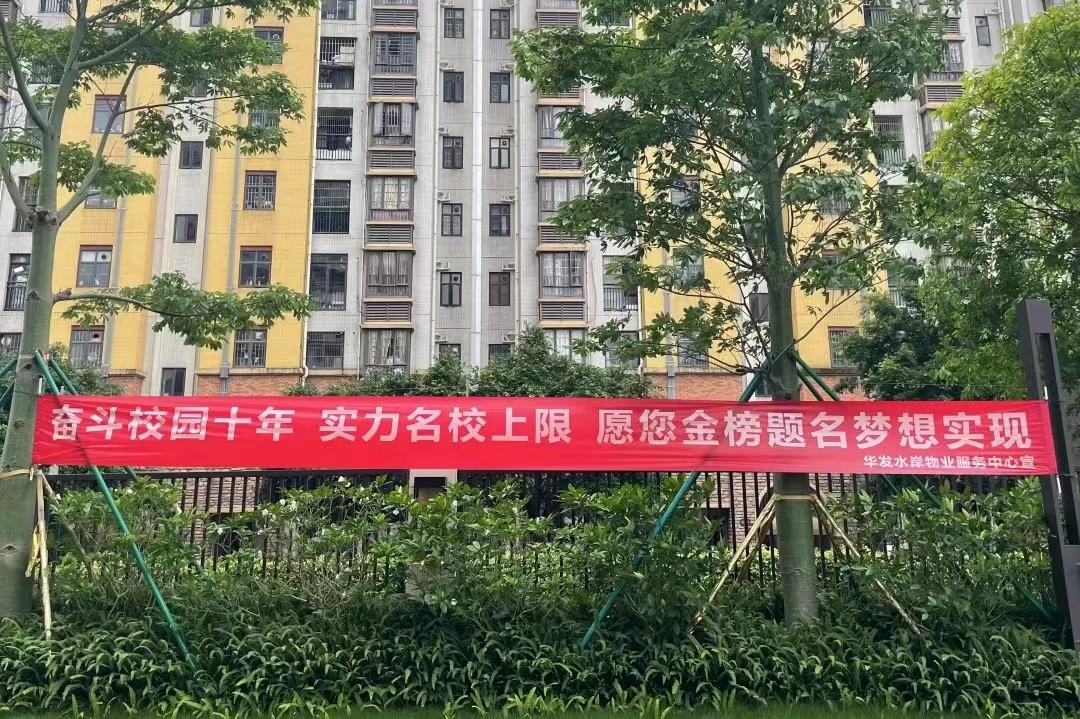 奋斗校园十年 实力名校上限 愿您金榜题名梦想实现
华发水岸物业服务中心宣